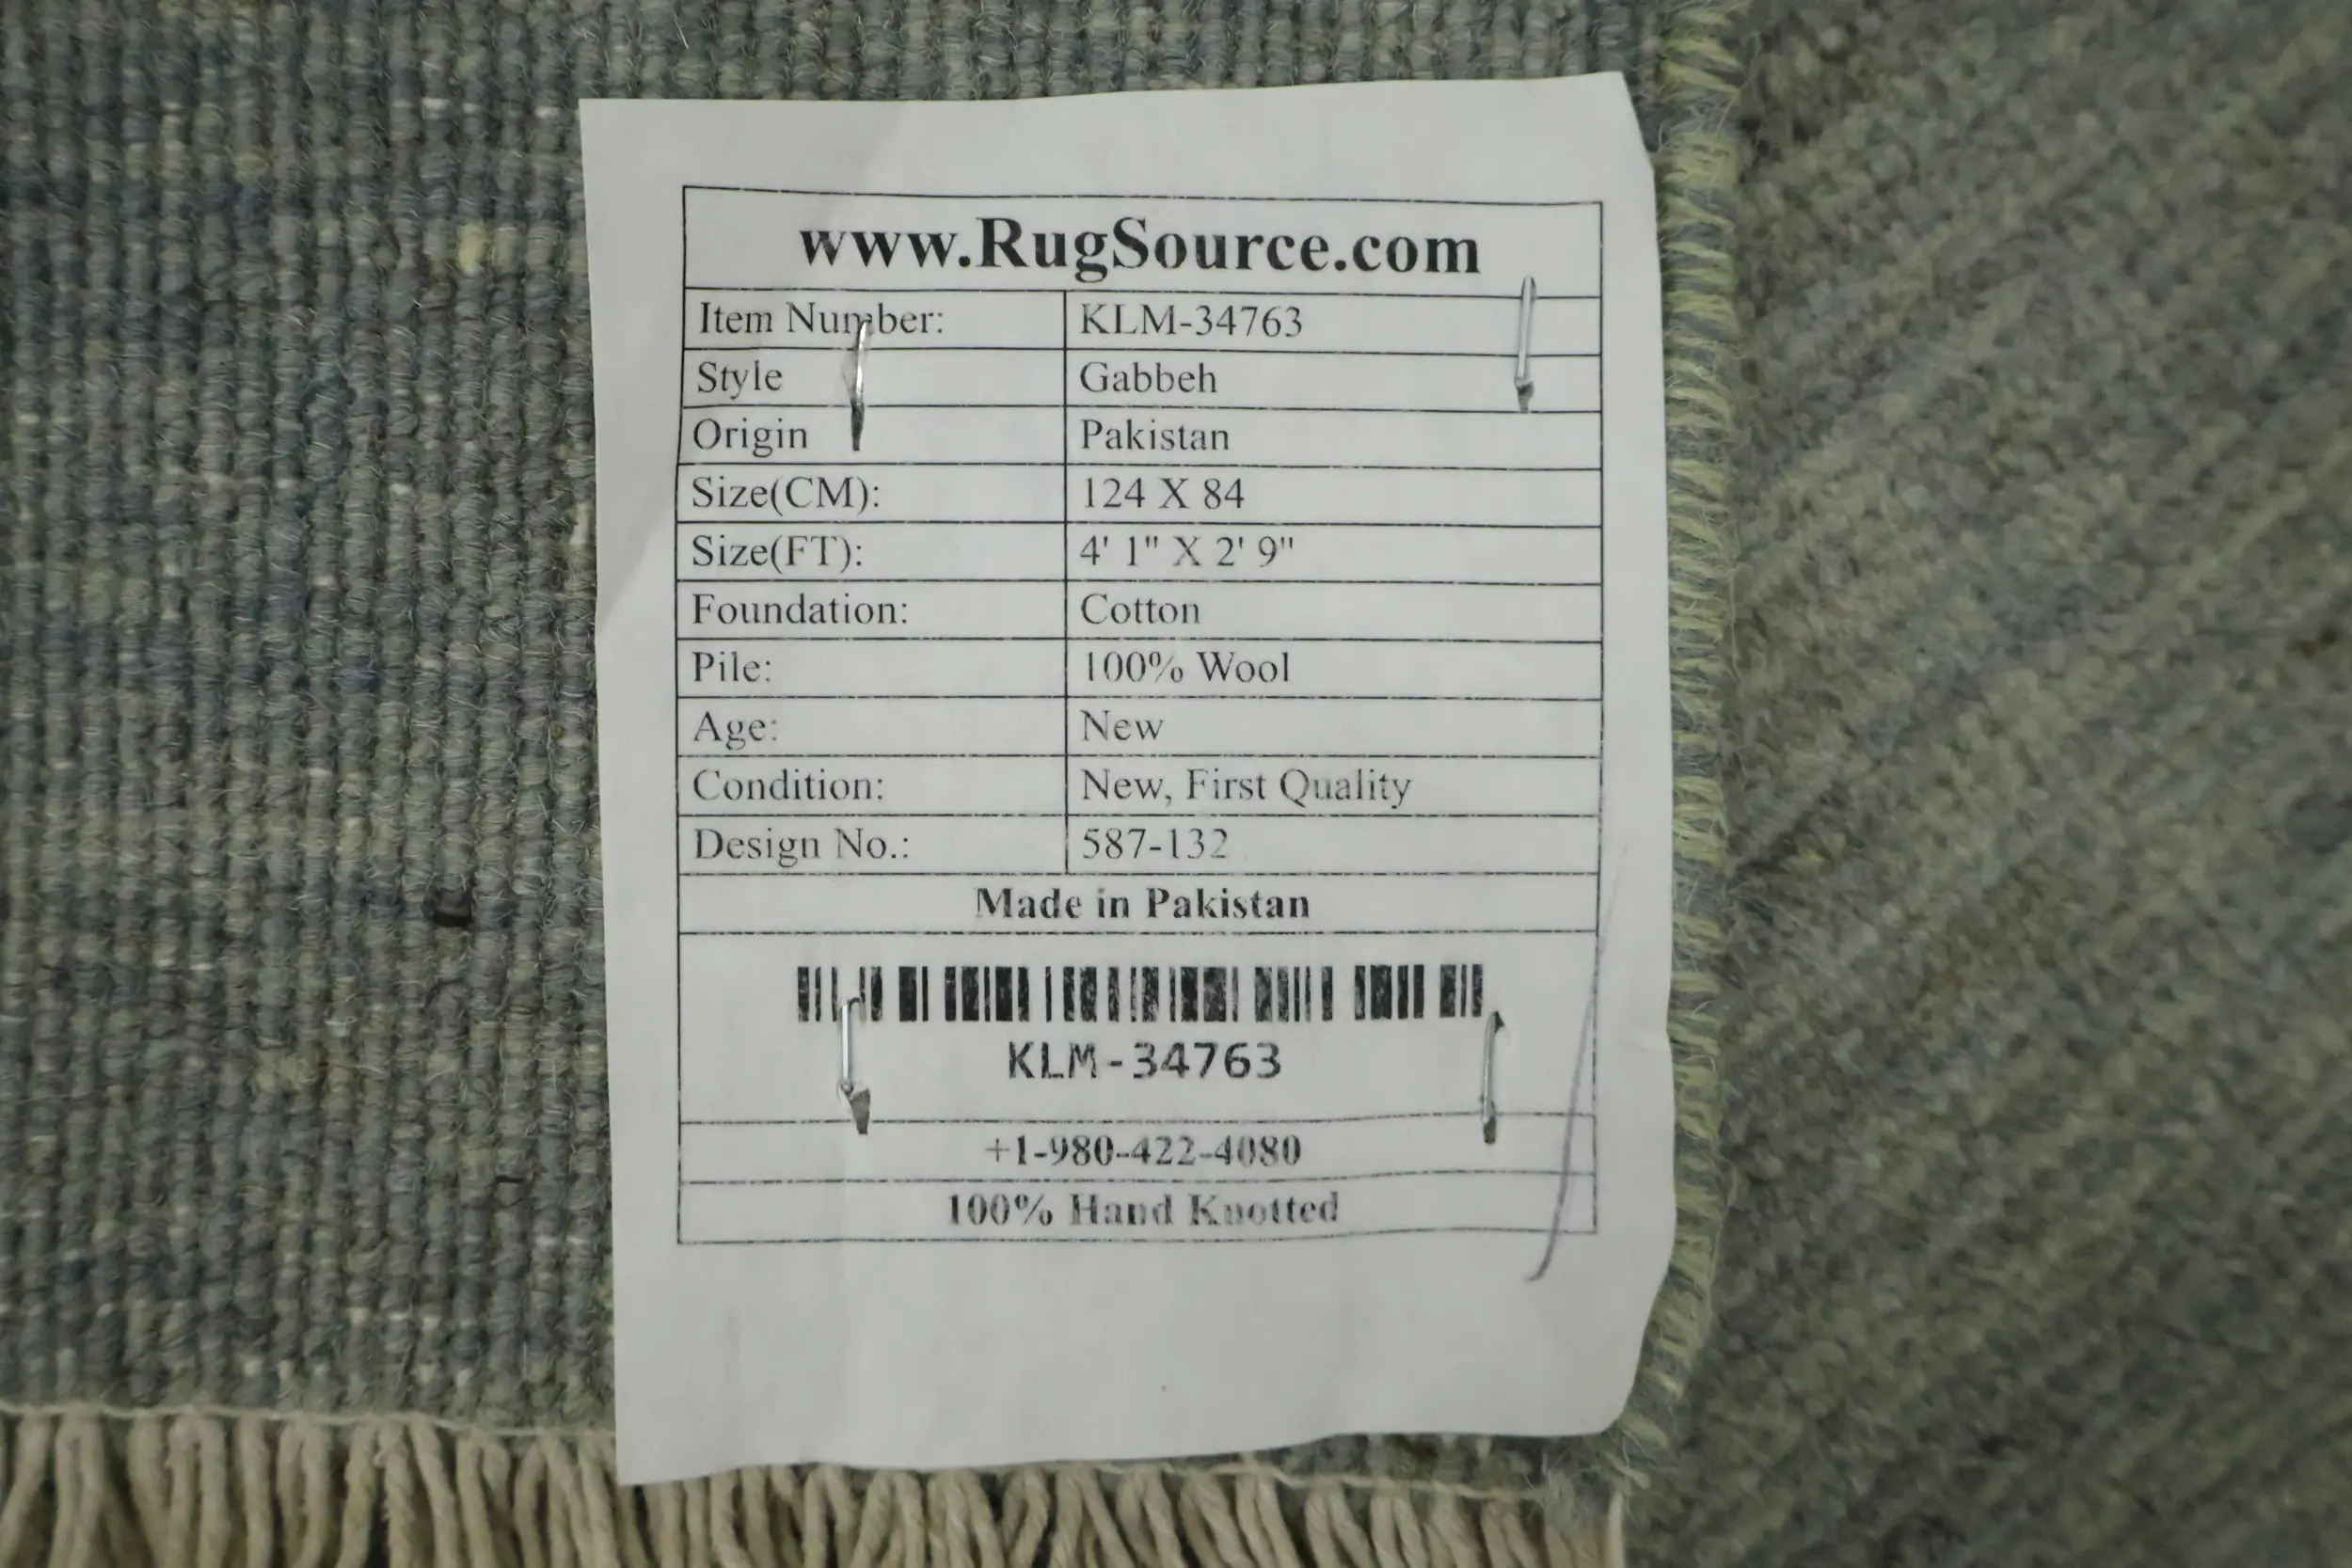 www.RugSource.com
Item Number: KLM-34763
Style Gabbeh
Origin Pakistan
Size(CM): 124 X 84
Size(FT): 4' 1" X 2' 9"
Foundation: Cotton
Pile: 100% Wool
Age: New
Condition: New, First Quality
Design No.: 587-132
Made in Pakistan
KLM-34763
+1-980-422-4080
100% Hand Knotted